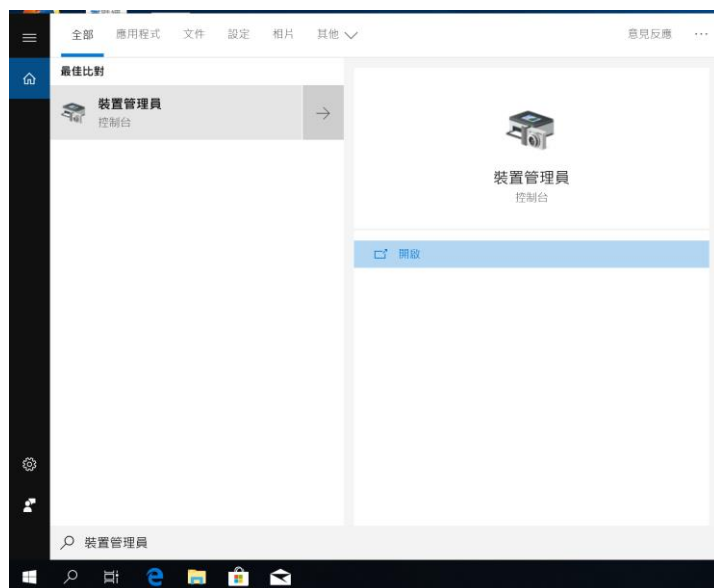 全部 應用程式 文件 設定 相片 其他 意見反應 ...
最佳比對
裝置管理員
控制台
裝置管理員
控制台
開啟
裝置管理員